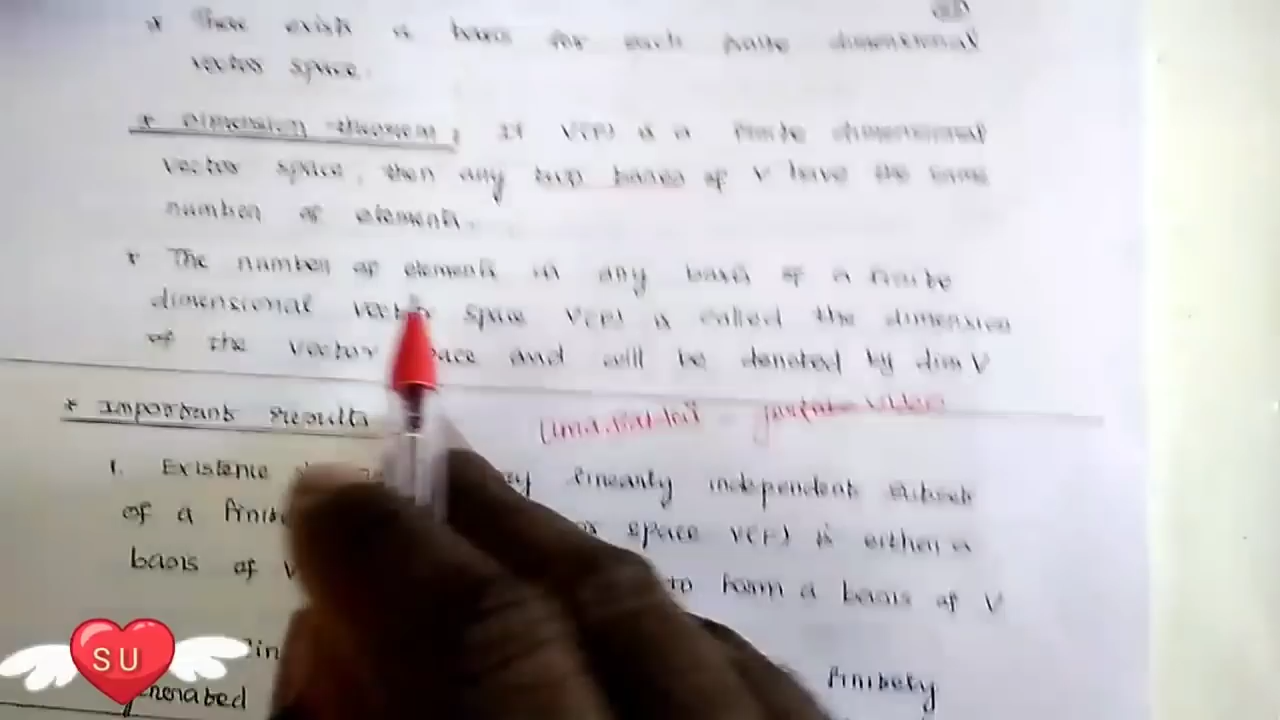 * There exists a basis for each finite dimensional
vector space.
* Dimension theorem : If V(F) is a finite dimensional
vector space, then any two bases of V have the same
number of elements.
* The number of elements in any basis of a finite
dimensional vector space V(F) is called the dimension
of the vector pace and will be denoted by dim V
* Important Results
1. Existence linearly independent subset
of a finite space V(F) is either a
basis of V to form a basis of V
finitely
generated
SU